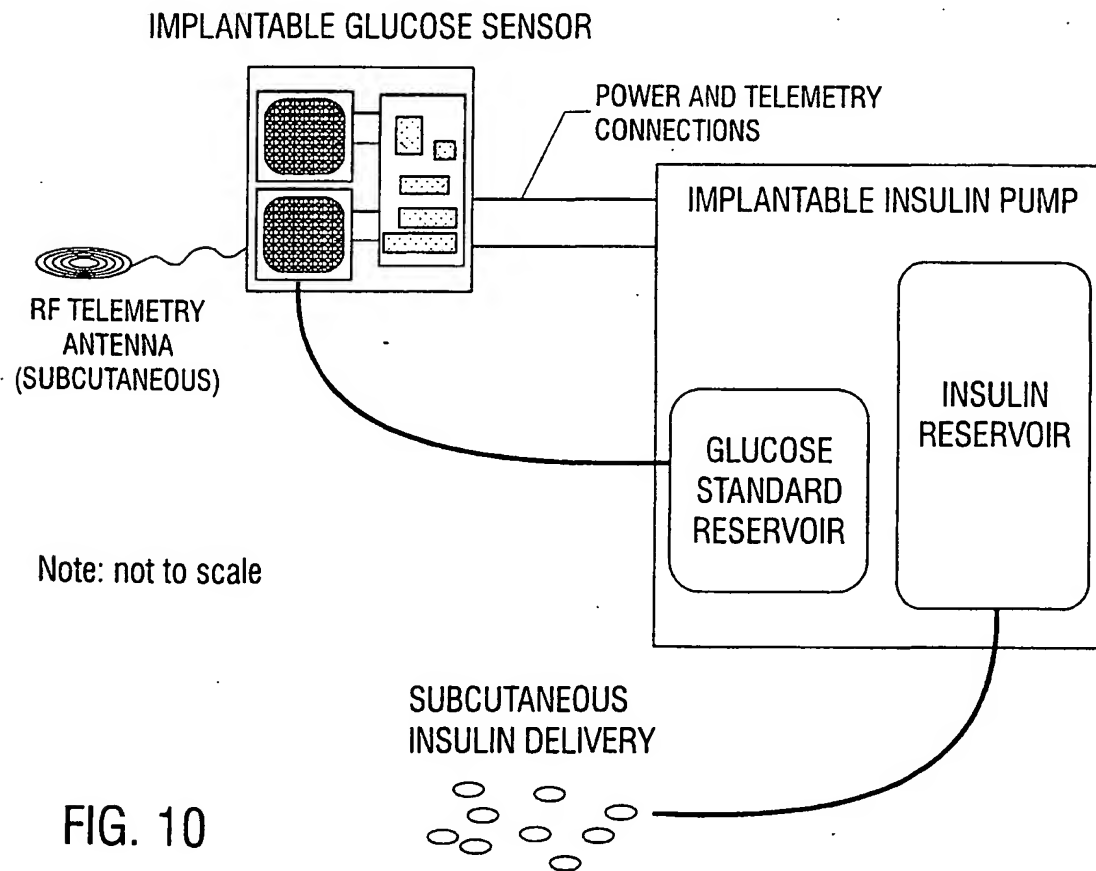 IMPLANTABLE GLUCOSE SENSOR
POWER AND TELEMETRY
CONNECTIONS
IMPLANTABLE INSULIN PUMP
RF TELEMETRY
ANTENNA
(SUBCUTANEOUS)
INSULIN
RESERVOIR
GLUCOSE
STANDARD
RESERVOIR
Note: not to scale
SUBCUTANEOUS
INSULIN DELIVERY
FIG. 10